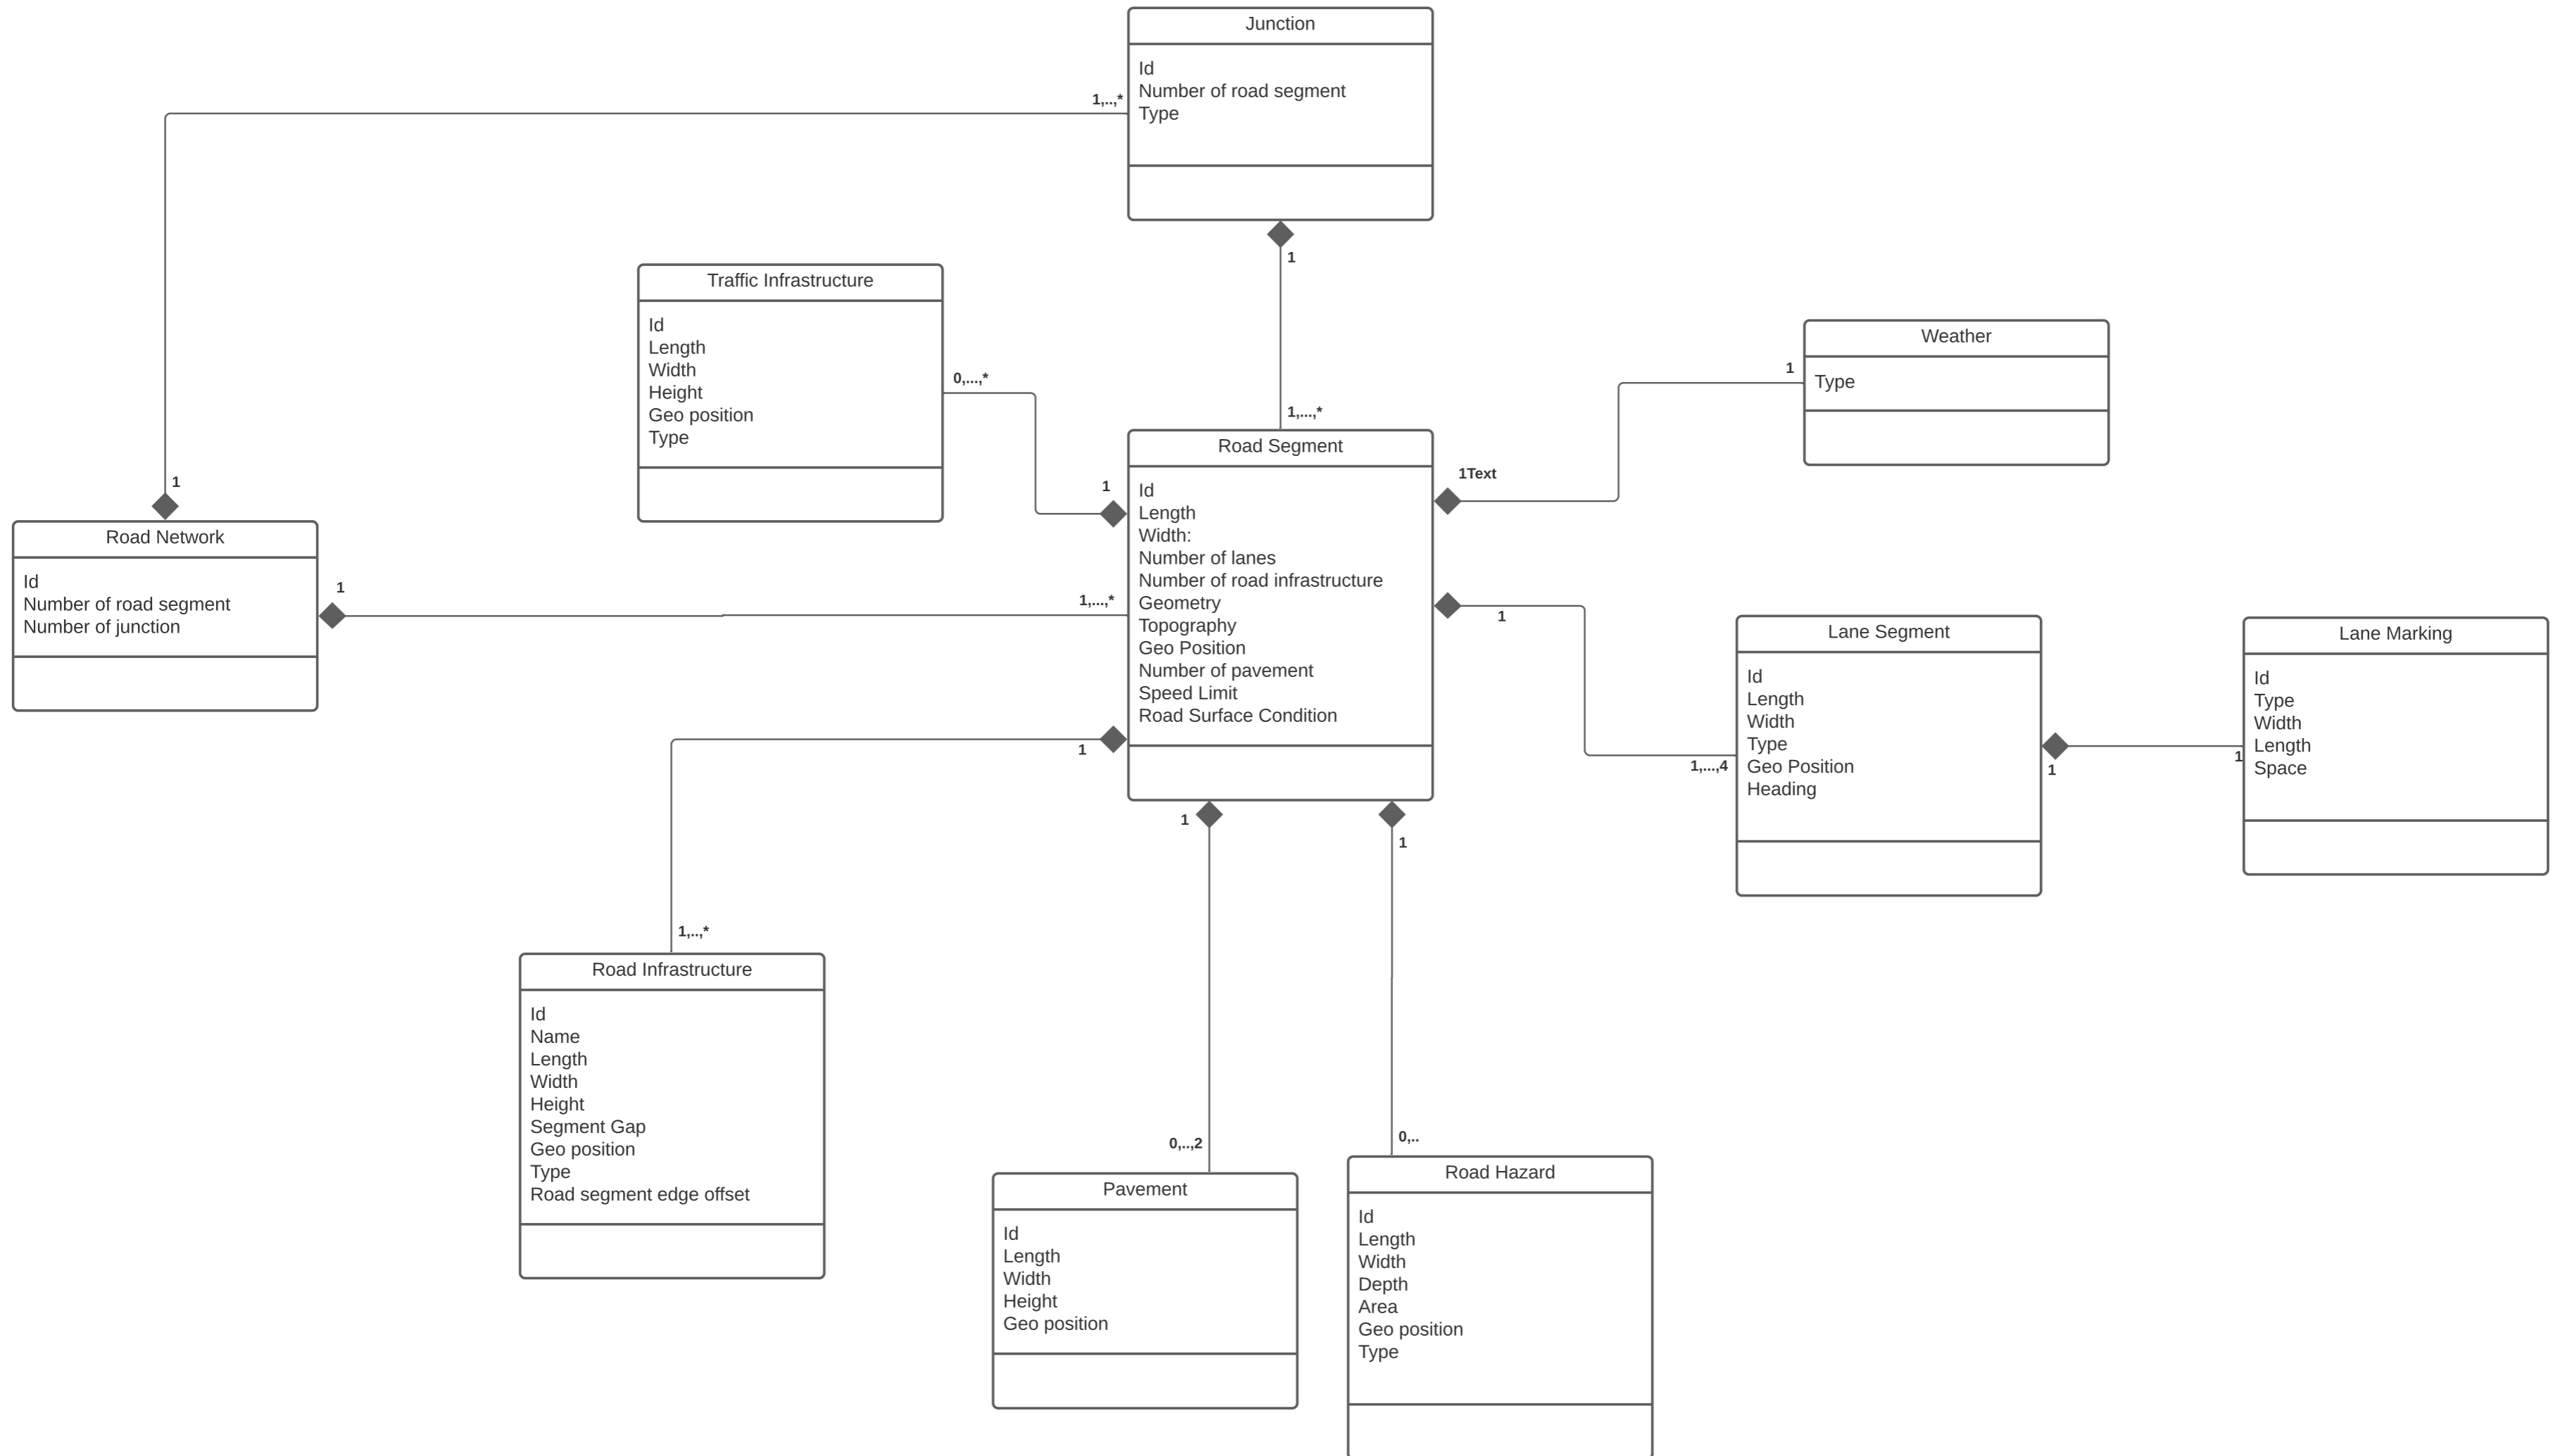 Junction
Id
Number of road segment
Type
1,..,*
1
Traffic Infrastructure
Id
Length
Width
Height
Geo position
Type
0,...,*
1
1,...,*
Weather
Type
1
1Text
Road Segment
Id
Length
Width:
Number of lanes
Number of road infrastructure
Geometry
Topography
Geo Position
Number of pavement
Speed Limit
Road Surface Condition
1
Road Network
Id
Number of road segment
Number of junction
1
1,...,*
1
1,...,4
Lane Segment
Id
Length
Width
Type
Geo Position
Heading
1
1
Lane Marking
Id
Type
Width
Length
Space
1
1,..,*
Road Infrastructure
Id
Name
Length
Width
Height
Segment Gap
Geo position
Type
Road segment edge offset
1
0,..,2
Pavement
Id
Length
Width
Height
Geo position
1
0,..
Road Hazard
Id
Length
Width
Depth
Area
Geo position
Type